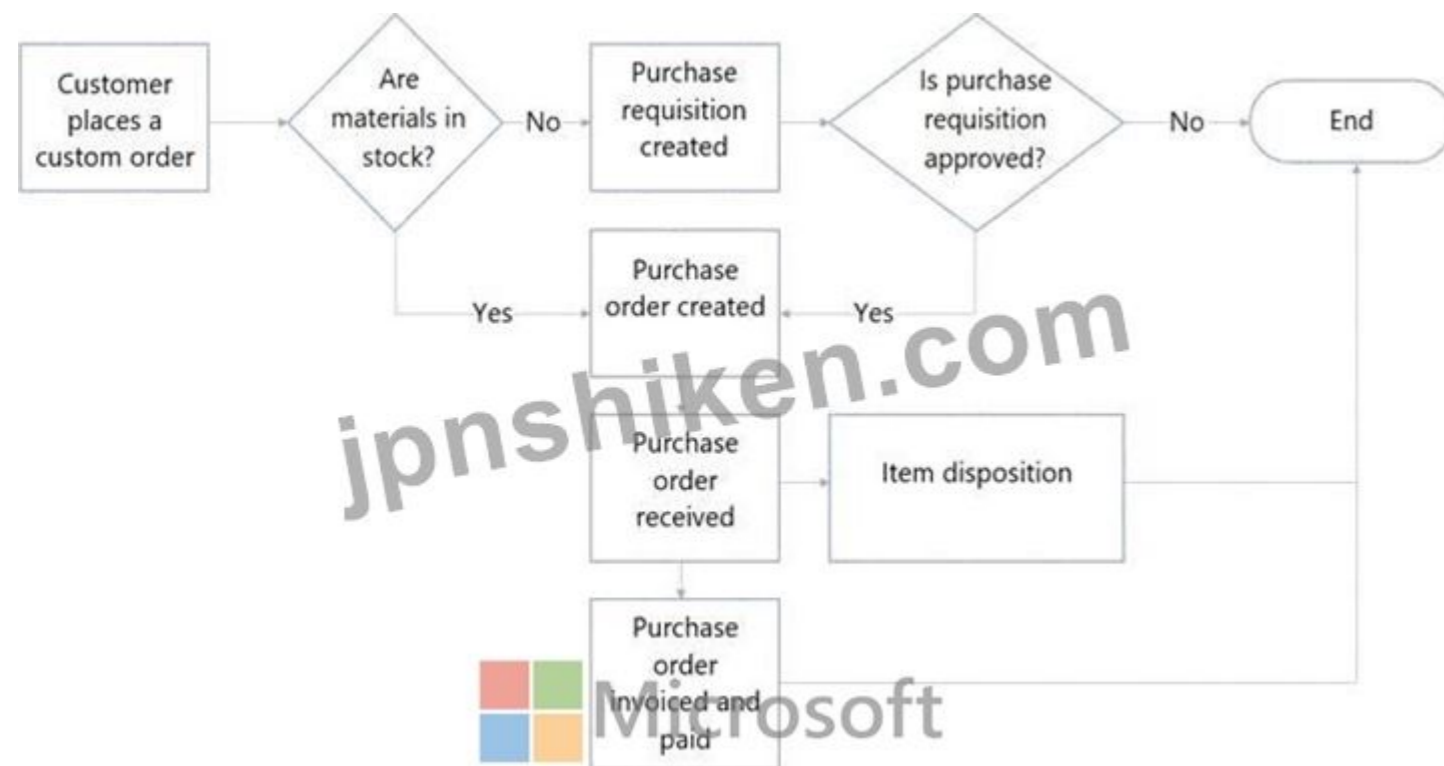 Customer
places a
custom order
Are
materials in
stock?
No
Purchase
requisition
created
Is purchase
requisition
approved?
No
End
Yes
Purchase
order created
Yes
jpnshiken.com
Purchase
order
received
Item disposition
Purchase
order
invoiced and
paid
Microsoft